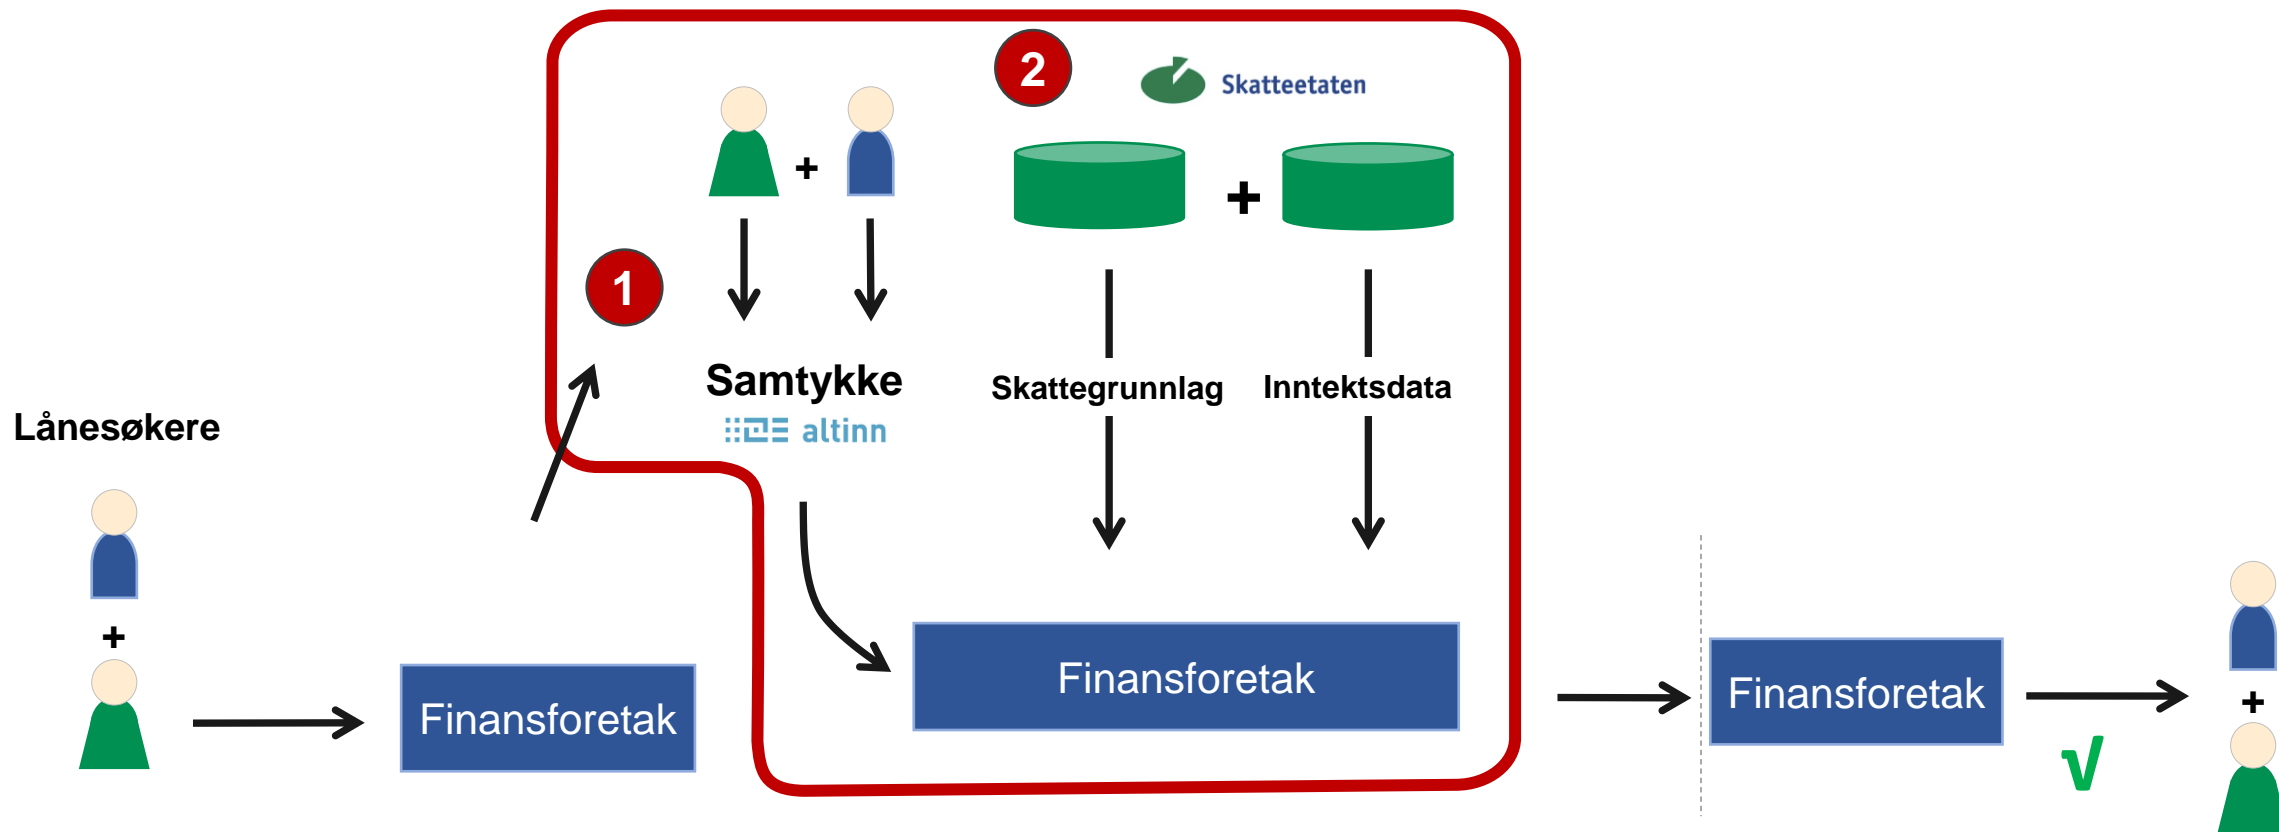 2
Skatteetaten
+
+
1
Samtykke
altinn
Skattegrunnlag
Inntektsdata
Lånesøkere
+
Finansforetak
Finansforetak
Finansforetak
+
√